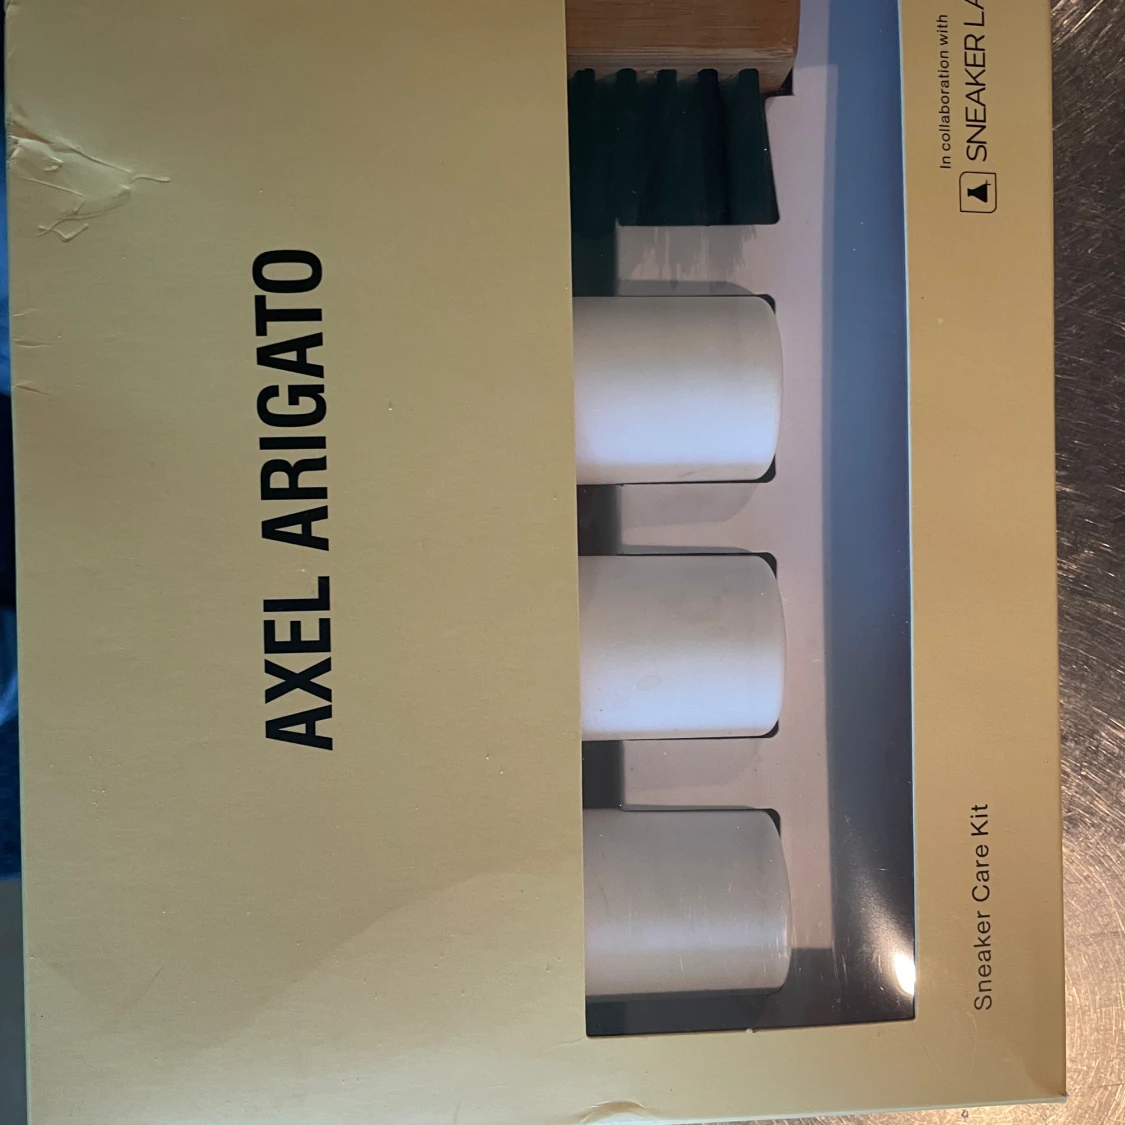 AXEL ARIGATO
Sneaker Care Kit
In collaboration with
SNEAKER